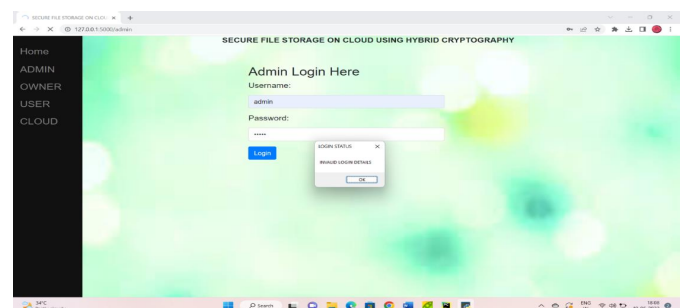 SECURE FILE STORAGE ON CLOU
127.0.0.1:5000/admin
SECURE FILE STORAGE ON CLOUD USING HYBRID CRYPTOGRAPHY
Home
ADMIN
OWNER
USER
CLOUD
Admin Login Here
Username:
admin
Password:
•••••
Login
LOGIN STATUS
INVALID LOGIN DETAILS
OK
34°C
Search
ENG
18:00